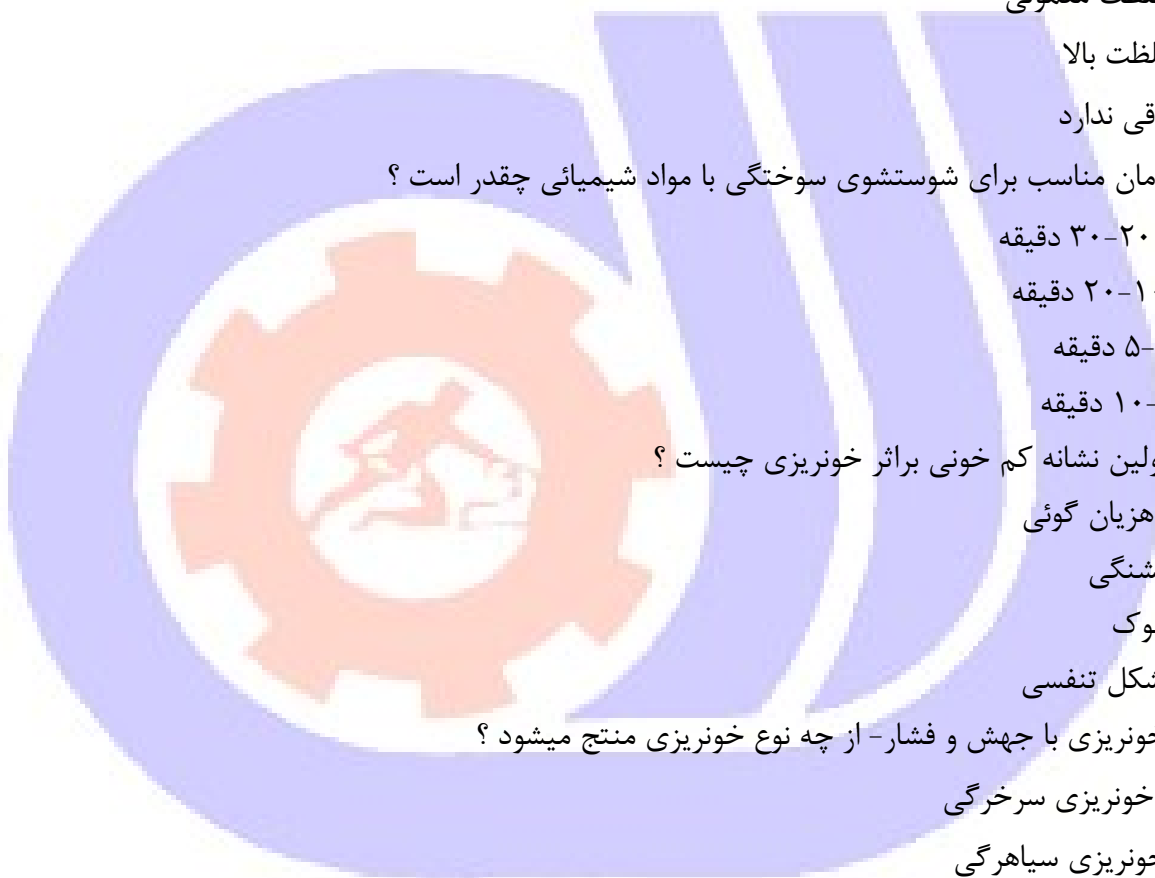 لظت بالا
قی ندارد
مان مناسب برای شوستشوی سوختگی با مواد شیمیائی چقدر است ؟
۲۰-۳۰ دقیقه
۱۰-۲۰ دقیقه
-۵ دقیقه
-۱۰ دقیقه
ولین نشانه کم خونی براثر خونریزی چیست ؟
هزیان گوئی
شنگی
وک
شکل تنفسی
خونریزی با جهش و فشار- از چه نوع خونریزی منتج میشود ؟
خونریزی سرخرگی
خونریزی سیاهرگی